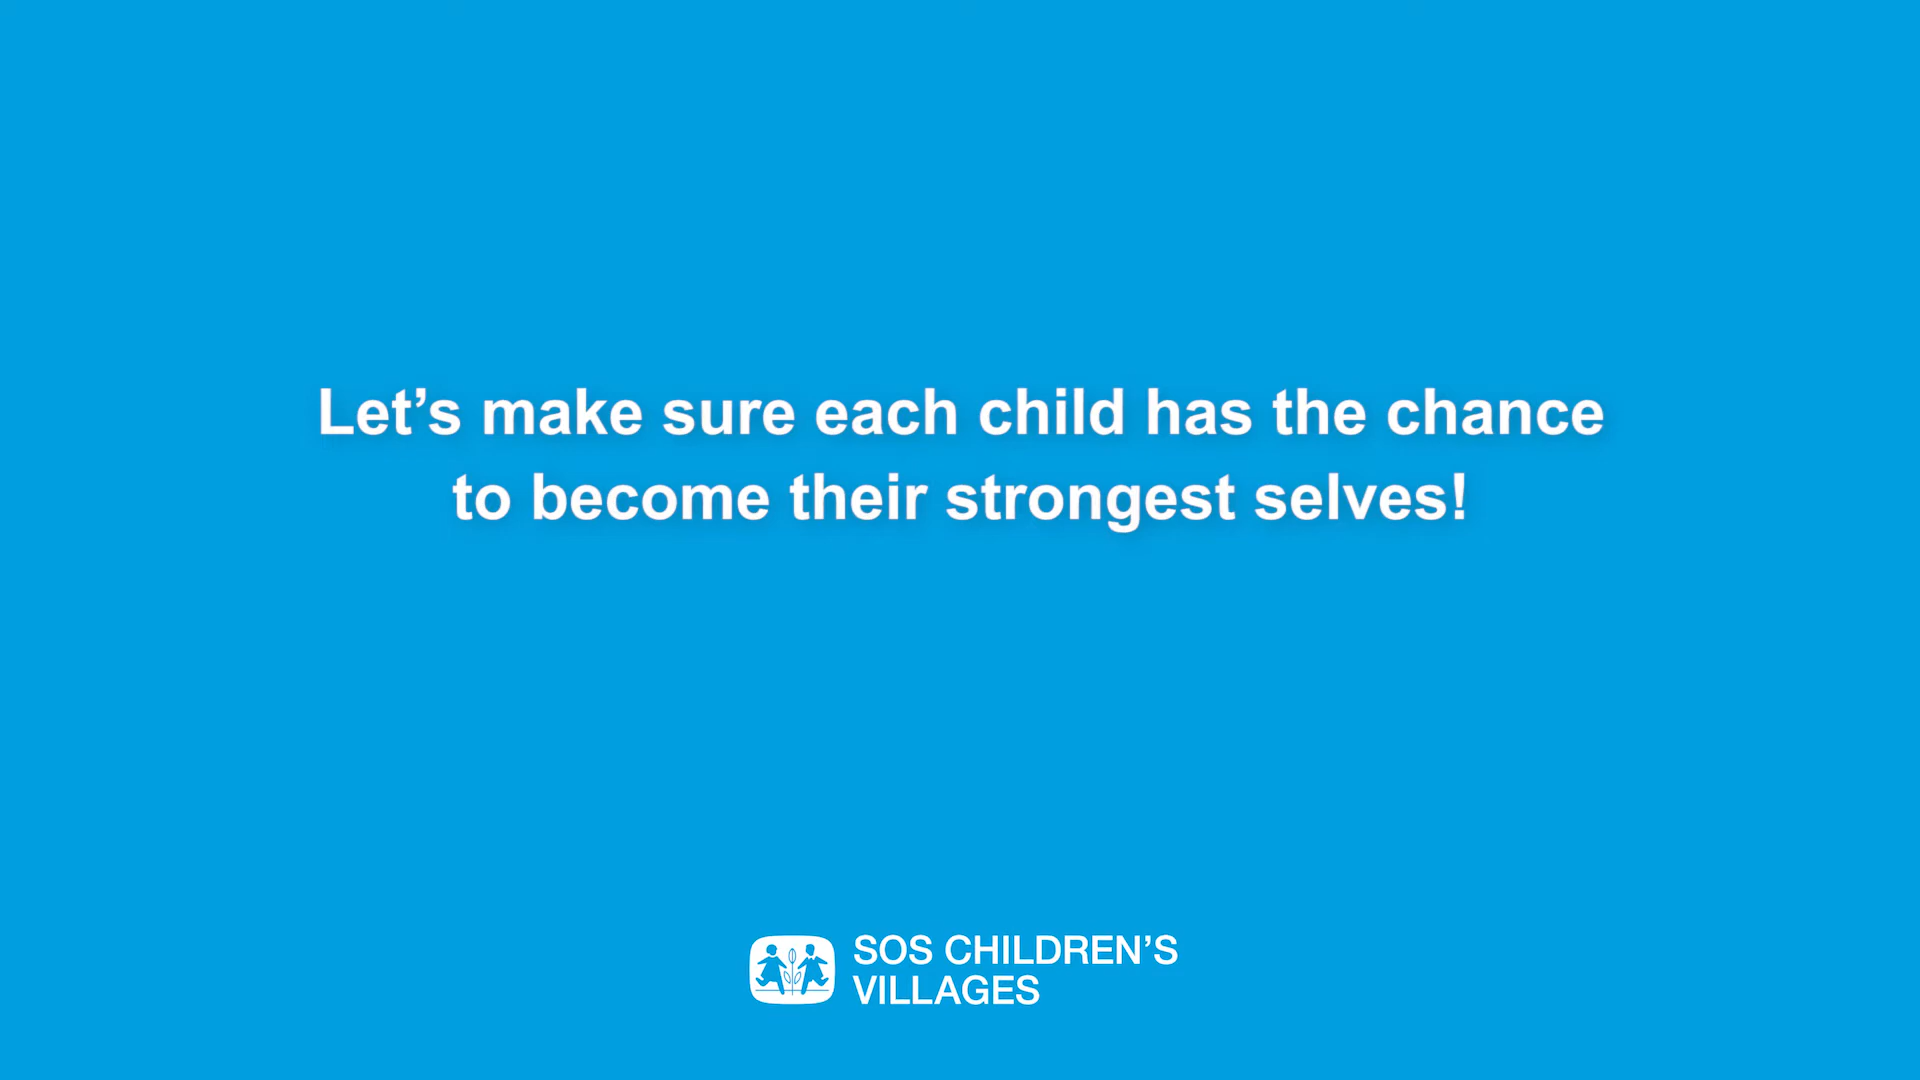 Let’s make sure each child has the chance
to become their strongest selves!
SOS CHILDREN’S
VILLAGES